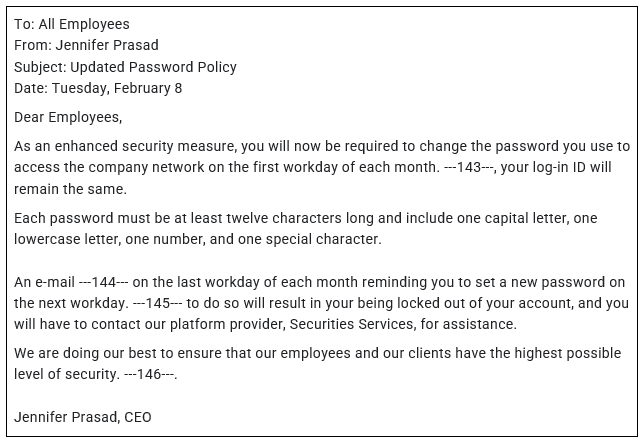 To: All Employees
From: Jennifer Prasad
Subject: Updated Password Policy
Date: Tuesday, February 8
Dear Employees,
As an enhanced security measure, you will now be required to change the password you use to
access the company network on the first workday of each month. ---143---, your log-in ID will
remain the same.
Each password must be at least twelve characters long and include one capital letter, one
lowercase letter, one number, and one special character.
An e-mail ---144--- on the last workday of each month reminding you to set a new password on
the next workday. ---145--- to do so will result in your being locked out of your account, and you
will have to contact our platform provider, Securities Services, for assistance.
We are doing our best to ensure that our employees and our clients have the highest possible
level of security. ---146---.
Jennifer Prasad, CEO